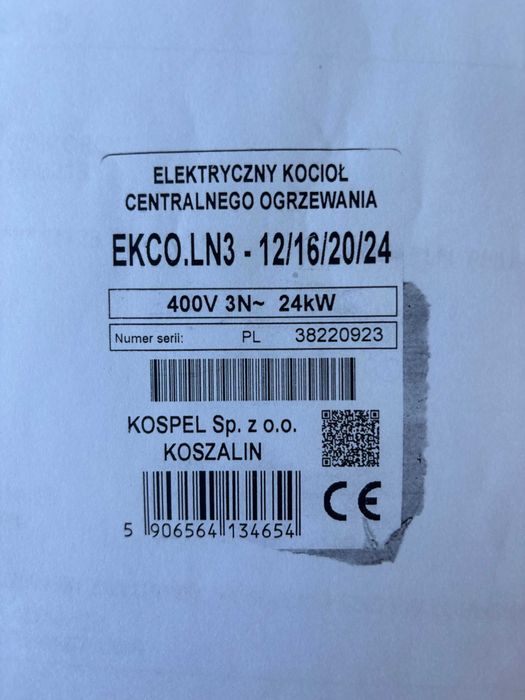 ELEKTRYCZNY KOCIOŁ
CENTRALNEGO OGRZEWANIA
EKCO.LN3 - 12/16/20/24
400V 3N~ 24kW
Numer serii: PL 38220923
KOSPEL Sp. z o.o.
KOSZALIN
CE
5 906564 134654